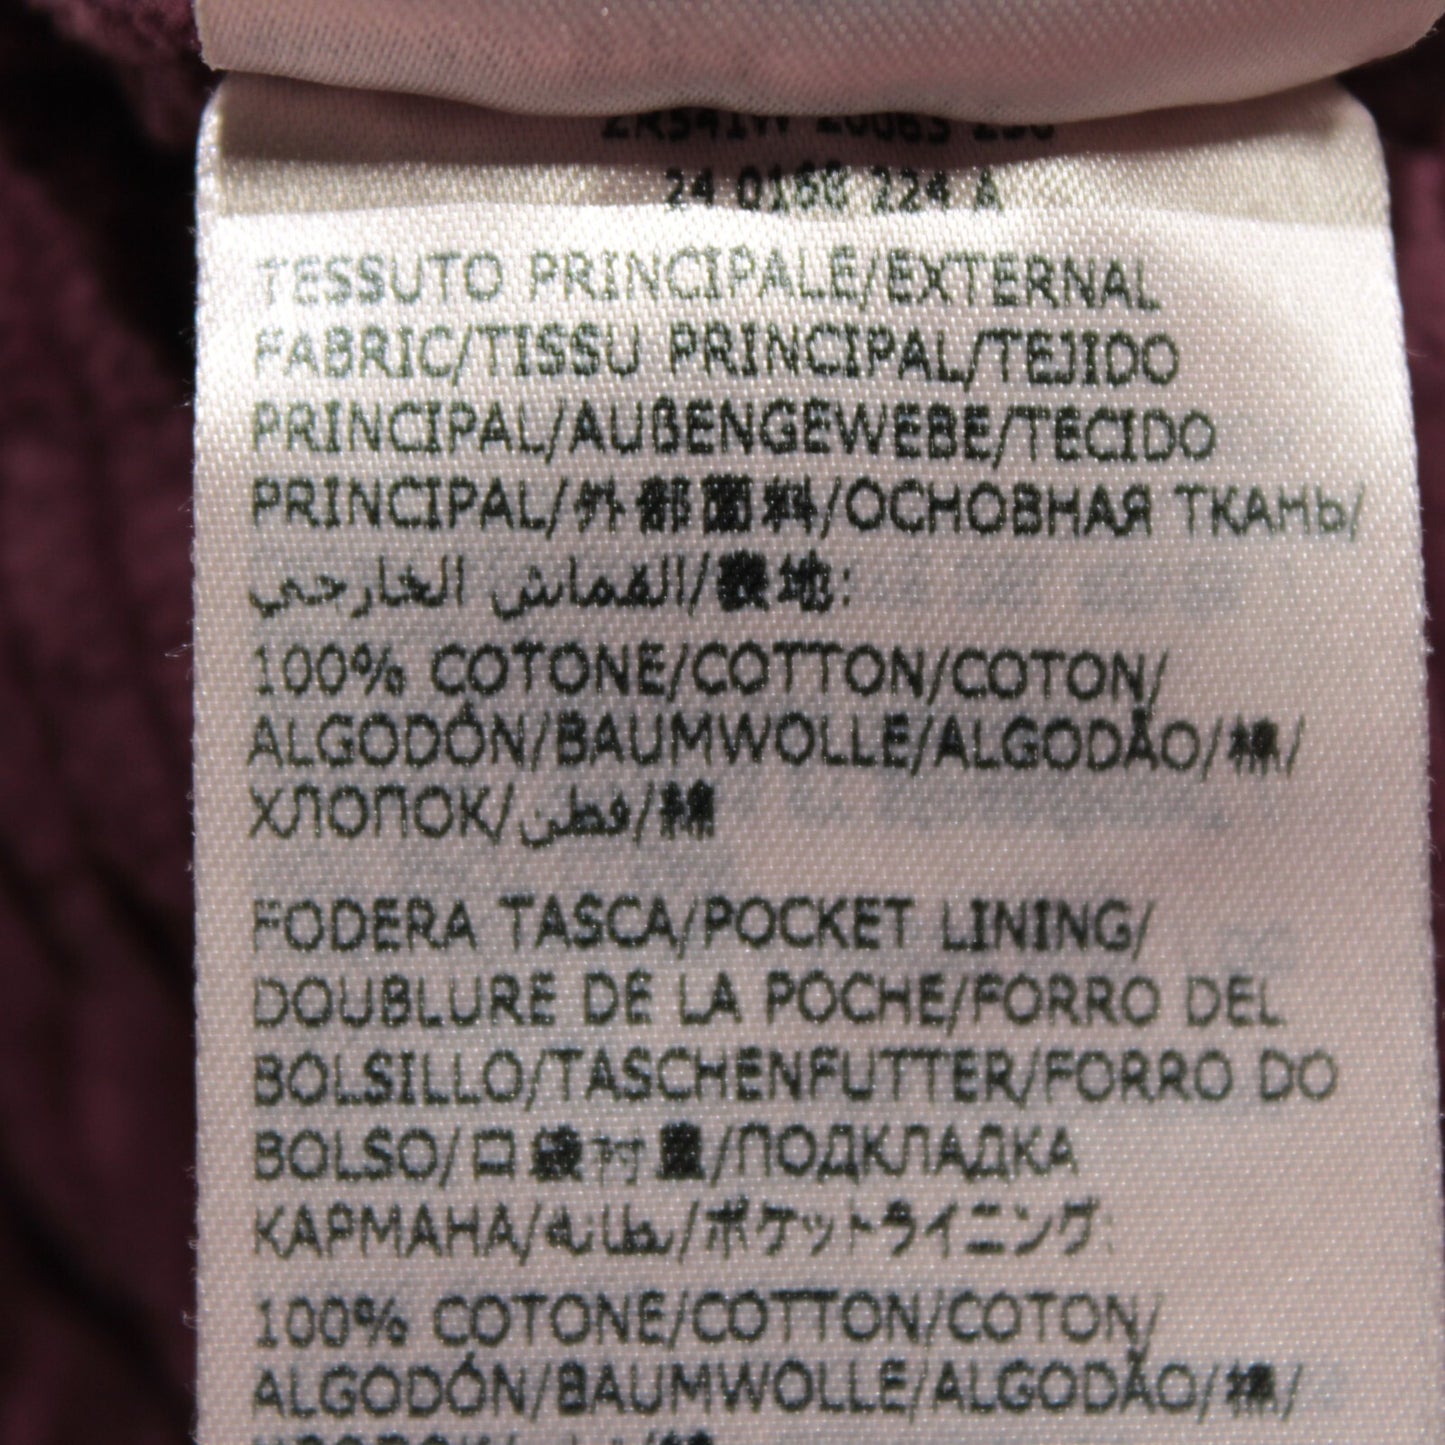 24 0168 224 A
TESSUTO PRINCIPALE/EXTERNAL
FABRIC/TISSU PRINCIPAL/TEJIDO
PRINCIPAL/AUßENGEWEBE/TECIDO
PRINCIPAL/外部面料/ОСНОВНАЯ ТКАНЬ/
القماش الخارجي/表地:
100% COTONE/COTTON/COTON/
ALGODÓN/BAUMWOLLE/ALGODÃO/棉/
ХЛОПОК/قطن/綿
FODERA TASCA/POCKET LINING/
DOUBLURE DE LA POCHE/FORRO DEL
BOLSILLO/TASCHENFUTTER/FORRO DO
BOLSO/口袋衬里/ПОДКЛАДКА
КАРМАНА/بطانة/ポケットライニング:
100% COTONE/COTTON/COTON/
ALGODÓN/BAUMWOLLE/ALGODÃO/棉/